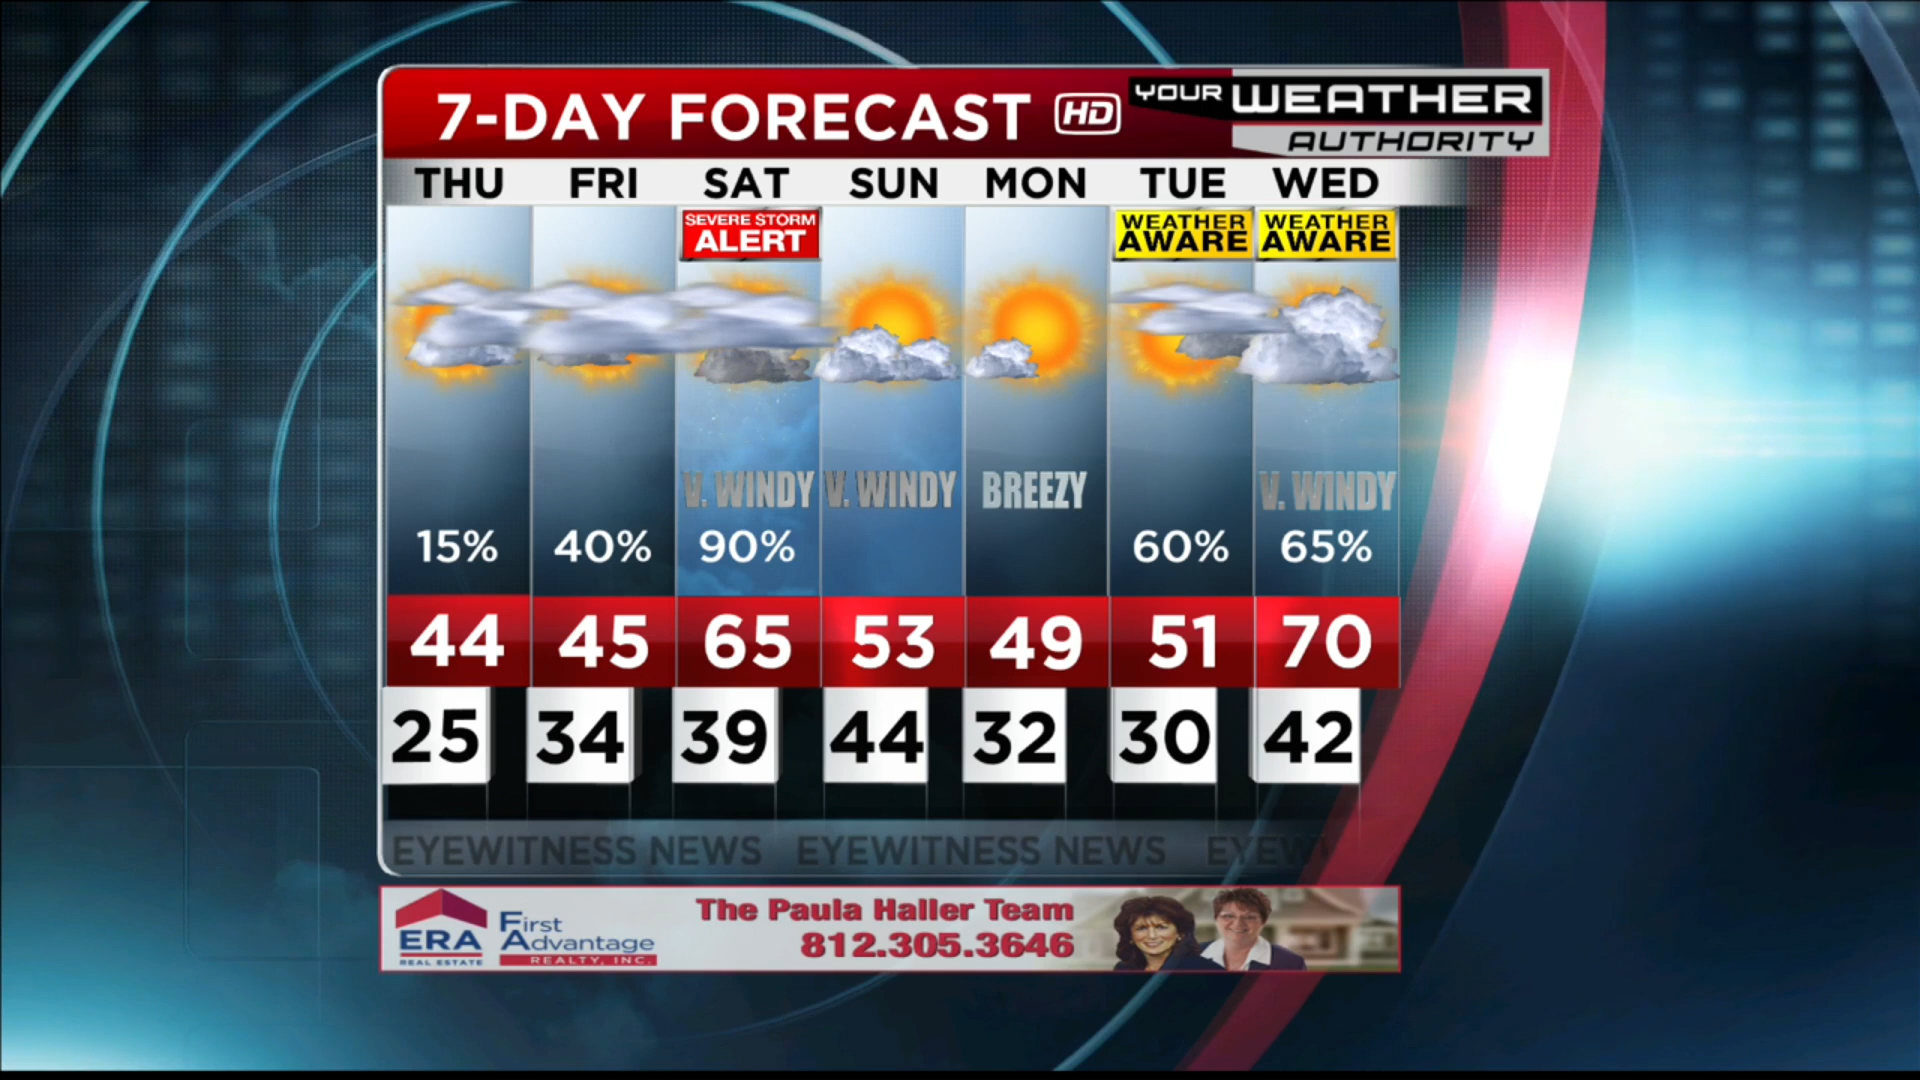 7-DAY FORECAST HD YOUR WEATHER
AUTHORITY
THU FRI SAT SUN MON TUE WED
SEVERE STORM WEATHER WEATHER
ALERT AWARE AWARE
V. WINDY V. WINDY BREEZY V. WINDY
15% 40% 90% 60% 65%
44 45 65 53 49 51 70
25 34 39 44 32 30 42
EYEWITNESS NEWS EYEWITNESS NEWS EYEW
ERA
REAL ESTATE
First
Advantage
REALTY, INC.
The Paula Haller Team
812.305.3646